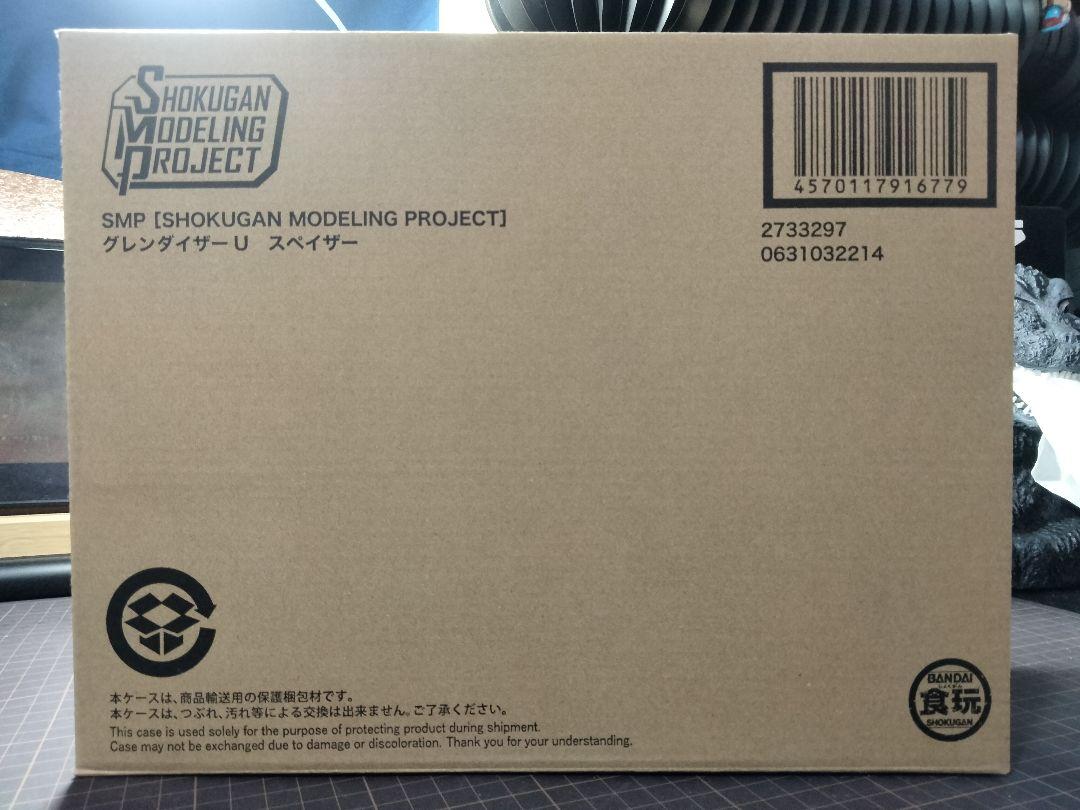 SHOKUGAN
MODELING
PROJECT
4570117916779
SMP [SHOKUGAN MODELING PROJECT]
グレンダイザーU　スペイザー
2733297
0631032214
本ケースは、商品輸送用の保護梱包材です。
本ケースは、つぶれ、汚れ等による交換は出来ません。ご了承ください。
This case is used solely for the purpose of protecting product during shipment.
Case may not be exchanged due to damage or discoloration. Thank you for your understanding.
BANDAI
しょくがん
食玩
SHOKUGAN